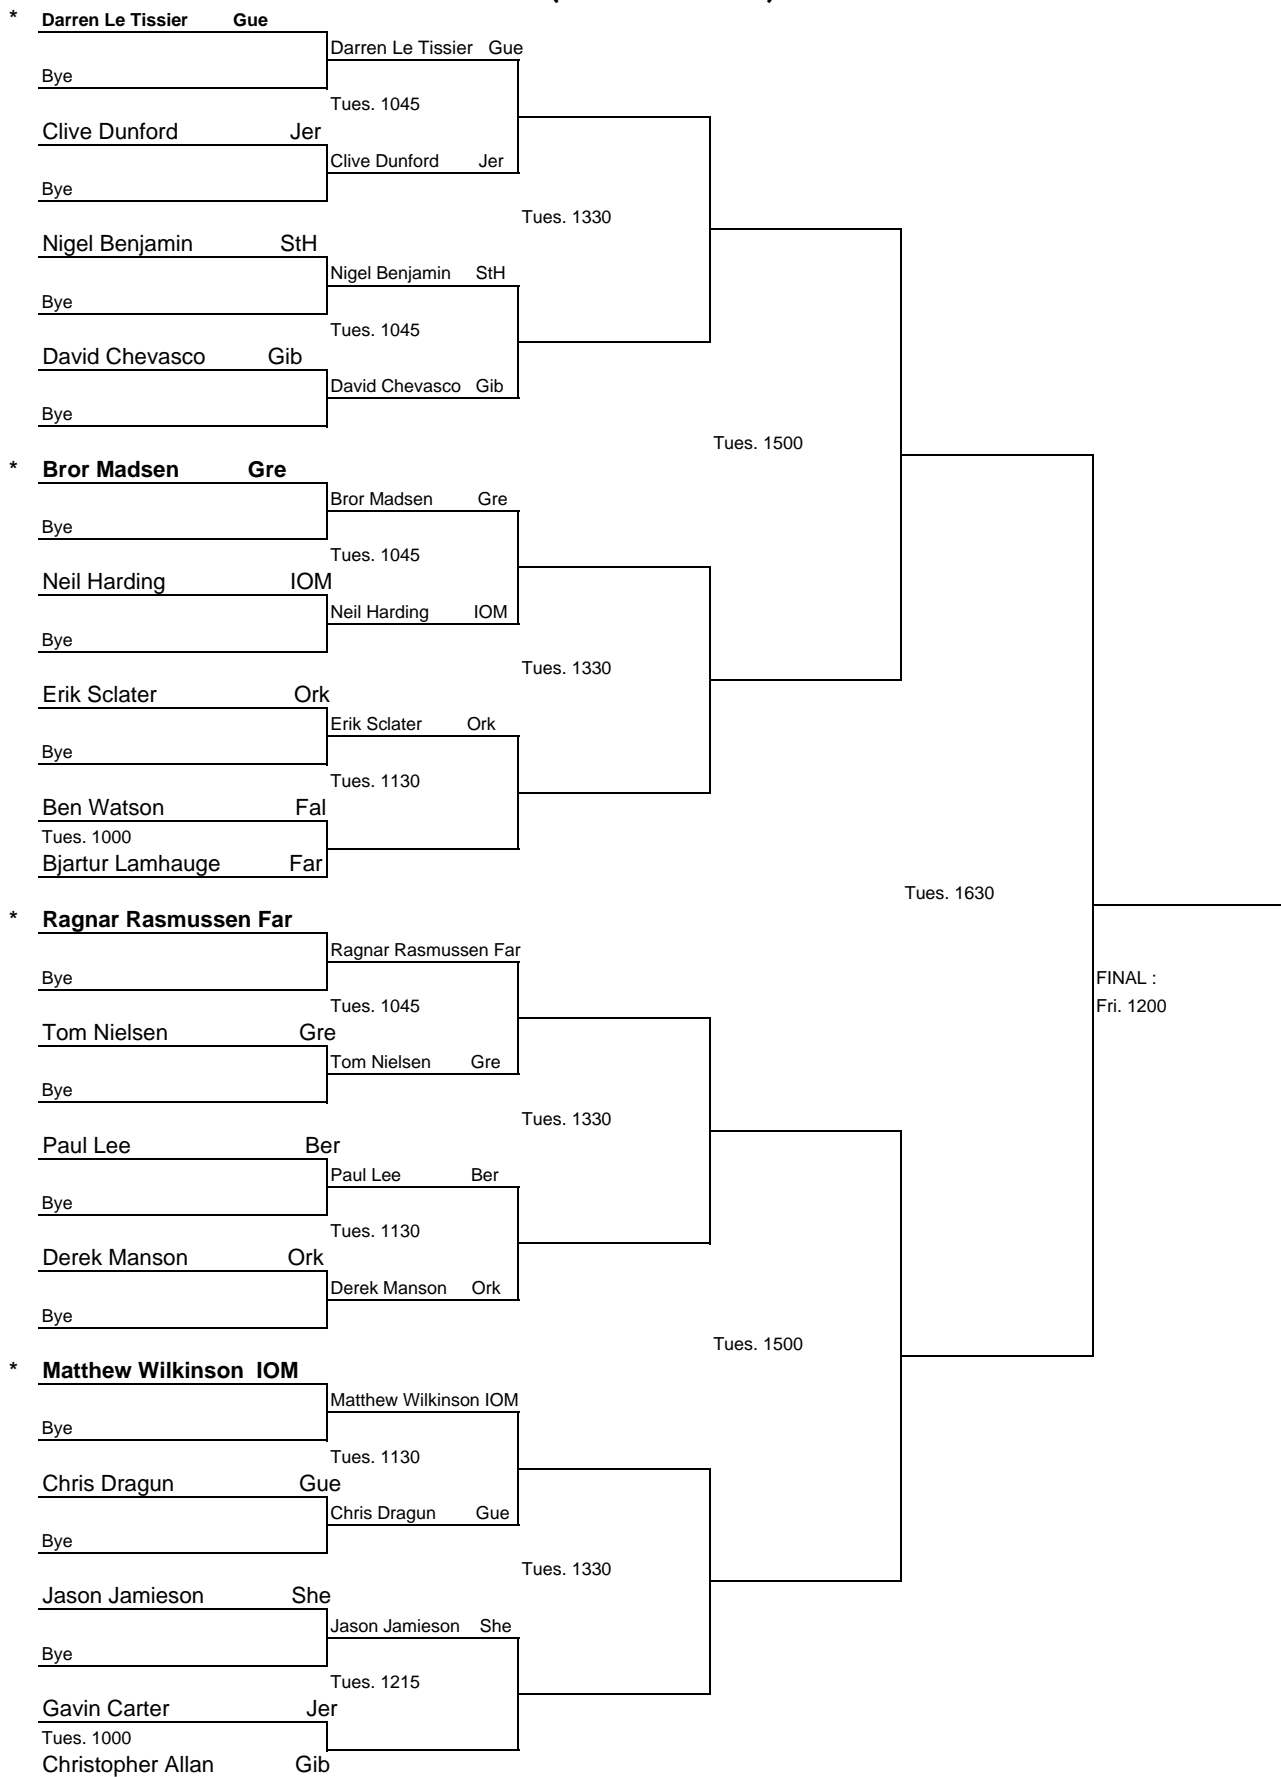 * Darren Le Tissier Gue
Darren Le Tissier Gue
Bye
Tues. 1045
Clive Dunford Jer
Clive Dunford Jer
Bye
Tues. 1330
Nigel Benjamin StH
Nigel Benjamin StH
Bye
Tues. 1045
David Chevasco Gib
David Chevasco Gib
Bye
Tues. 1500
* Bror Madsen Gre
Bror Madsen Gre
Bye
Tues. 1045
Neil Harding IOM
Neil Harding IOM
Bye
Tues. 1330
Erik Sclater Ork
Erik Sclater Ork
Bye
Tues. 1130
Ben Watson Fal
Tues. 1000
Bjartur Lamhauge Far
Tues. 1630
* Ragnar Rasmussen Far
Ragnar Rasmussen Far
Bye
FINAL :
Tues. 1045
Fri. 1200
Tom Nielsen Gre
Tom Nielsen Gre
Bye
Tues. 1330
Paul Lee Ber
Paul Lee Ber
Bye
Tues. 1130
Derek Manson Ork
Derek Manson Ork
Bye
Tues. 1500
* Matthew Wilkinson IOM
Matthew Wilkinson IOM
Bye
Tues. 1130
Chris Dragun Gue
Chris Dragun Gue
Bye
Tues. 1330
Jason Jamieson She
Jason Jamieson She
Bye
Tues. 1215
Gavin Carter Jer
Tues. 1000
Christopher Allan Gib